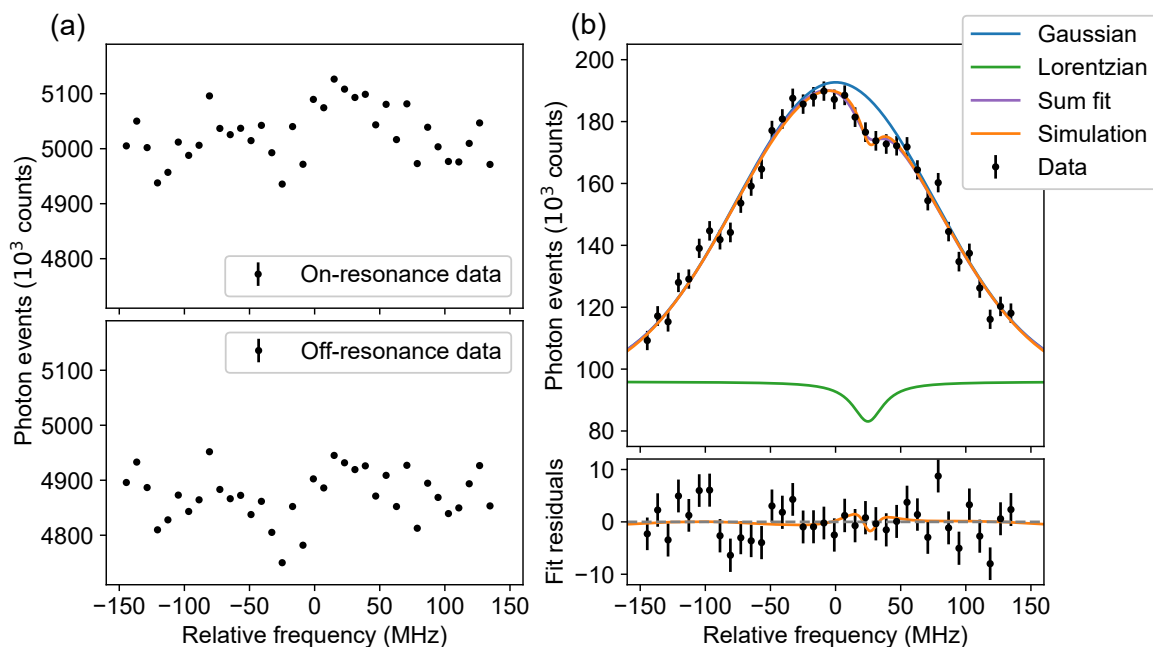 (a)
Photon events (10³ counts)
5100
5000
4900
4800
On-resonance data
5100
5000
4900
4800
Off-resonance data
−150 −100 −50 0 50 100 150
Relative frequency (MHz)
(b)
Photon events (10³ counts)
200
180
160
140
120
100
80
Gaussian
Lorentzian
Sum fit
Simulation
Data
Fit residuals
10
0
−10
−150 −100 −50 0 50 100 150
Relative frequency (MHz)